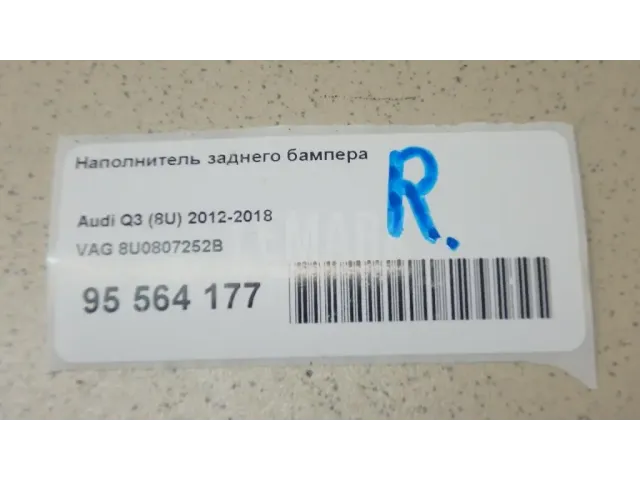 Наполнитель заднего бампера
R.
Audi Q3 (8U) 2012-2018
VAG 8U0807252B
95 564 177